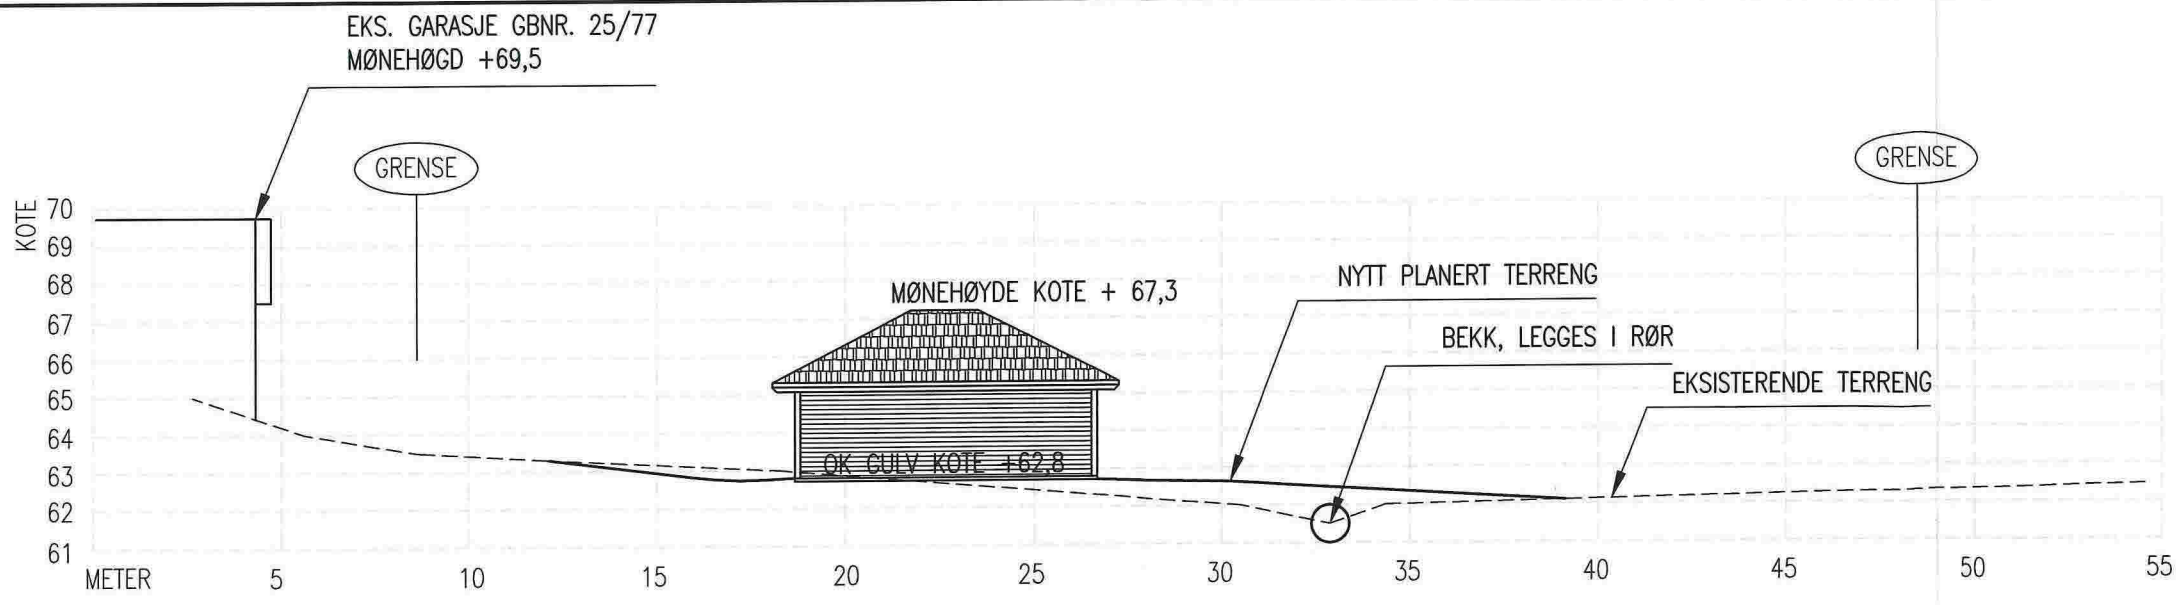 EKS. GARASJE GBNR. 25/77
MØNEHØGD +69,5
GRENSE
GRENSE
KOTE
70
69
68
67
66
65
64
63
62
61
MØNEHØYDE KOTE + 67,3
NYTT PLANERT TERRENG
BEKK, LEGGES I RØR
EKSISTERENDE TERRENG
OK GULV KOTE +62,8
METER 5 10 15 20 25 30 35 40 45 50 55